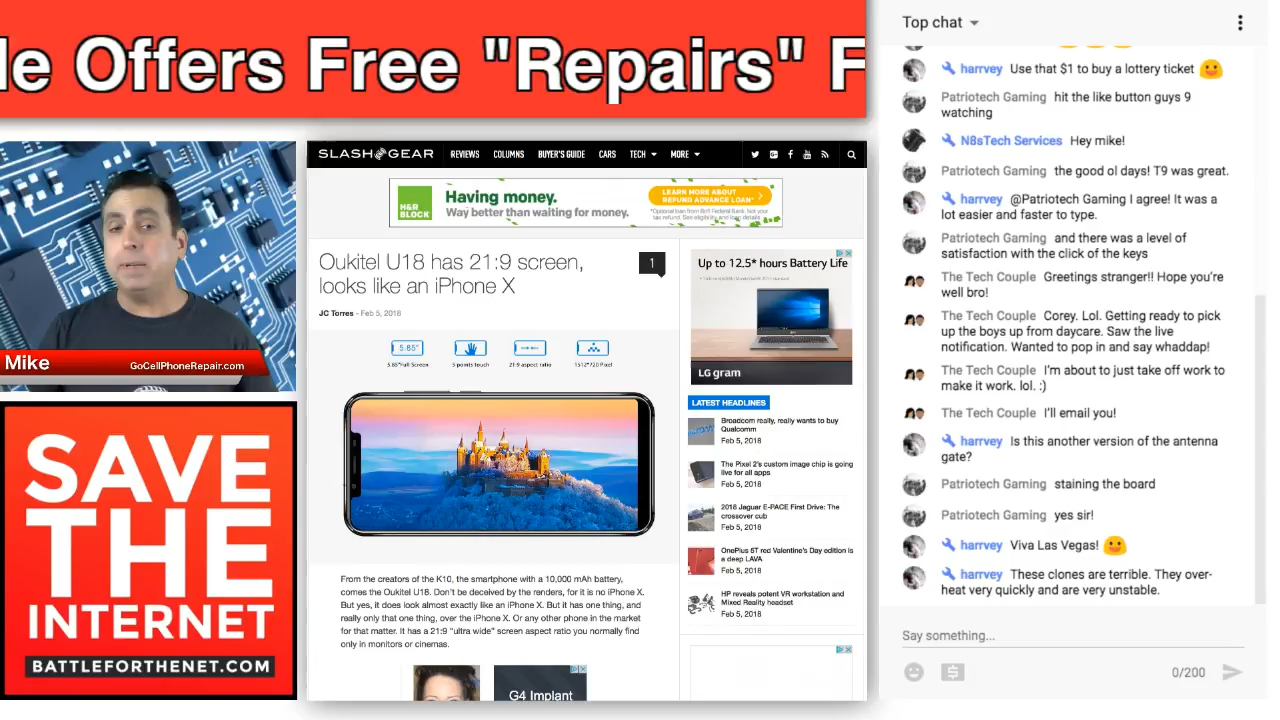 le Offers Free "Repairs" F
Mike
GoCellPhoneRepair.com
SAVE
THE
INTERNET
BATTLEFORTHENET.COM
SLASHGEAR
REVIEWS COLUMNS BUYER'S GUIDE CARS TECH MORE
H&R
BLOCK
Having money.
Way better than waiting for money.
LEARN MORE ABOUT
REFUND ADVANCE LOAN*
Oukitel U18 has 21:9 screen,
looks like an iPhone X
1
JC Torres - Feb 5, 2018
5.85"
5.85"Full Screen 5 points touch 21:9 aspect ratio 1512*720 Pixel
From the creators of the K10, the smartphone with a 10,000 mAh battery,
comes the Oukitel U18. Don't be deceived by the renders, for it is no iPhone X.
But yes, it does look almost exactly like an iPhone X. But it has one thing, and
really only that one thing, over the iPhone X. Or any other phone in the market
for that matter. It has a 21:9 "ultra wide" screen aspect ratio you normally find
only in monitors or cinemas.
G4 Implant
Up to 12.5* hours Battery Life
LG gram
LATEST HEADLINES
Broadcom really, really wants to buy
Qualcomm
Feb 5, 2018
The Pixel 2's custom image chip is going
live for all apps
Feb 5, 2018
2018 Jaguar E-PACE First Drive: The
crossover cub
Feb 5, 2018
OnePlus 5T red Valentine's Day edition is
a deep LAVA
Feb 5, 2018
HP reveals potent VR workstation and
Mixed Reality headset
Feb 5, 2018
Top chat
harrvey Use that $1 to buy a lottery ticket
Patriotech Gaming hit the like button guys 9
watching
N8sTech Services Hey mike!
Patriotech Gaming the good ol days! T9 was great.
harrvey @Patriotech Gaming I agree! It was a
lot easier and faster to type.
Patriotech Gaming and there was a level of
satisfaction with the click of the keys
The Tech Couple Greetings stranger!! Hope you're
well bro!
The Tech Couple Corey. Lol. Getting ready to pick
up the boys up from daycare. Saw the live
notification. Wanted to pop in and say whaddap!
The Tech Couple I'm about to just take off work to
make it work. lol. :)
The Tech Couple I'll email you!
harrvey Is this another version of the antenna
gate?
Patriotech Gaming staining the board
Patriotech Gaming yes sir!
harrvey Viva Las Vegas!
harrvey These clones are terrible. They over-
heat very quickly and are very unstable.
Say something...
0/200